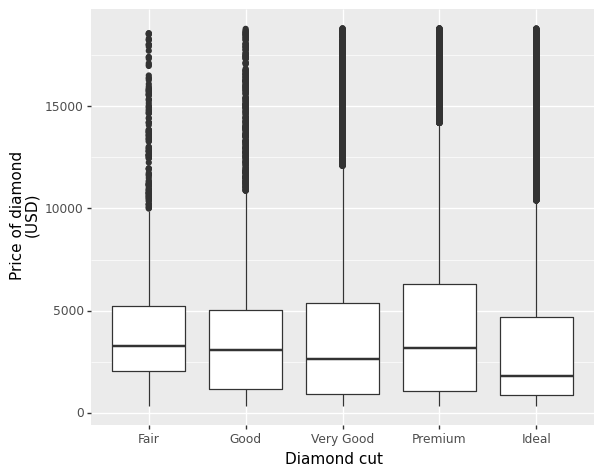 15000
10000
5000
0
Price of diamond
(USD)
Fair Good Very Good Premium Ideal
Diamond cut